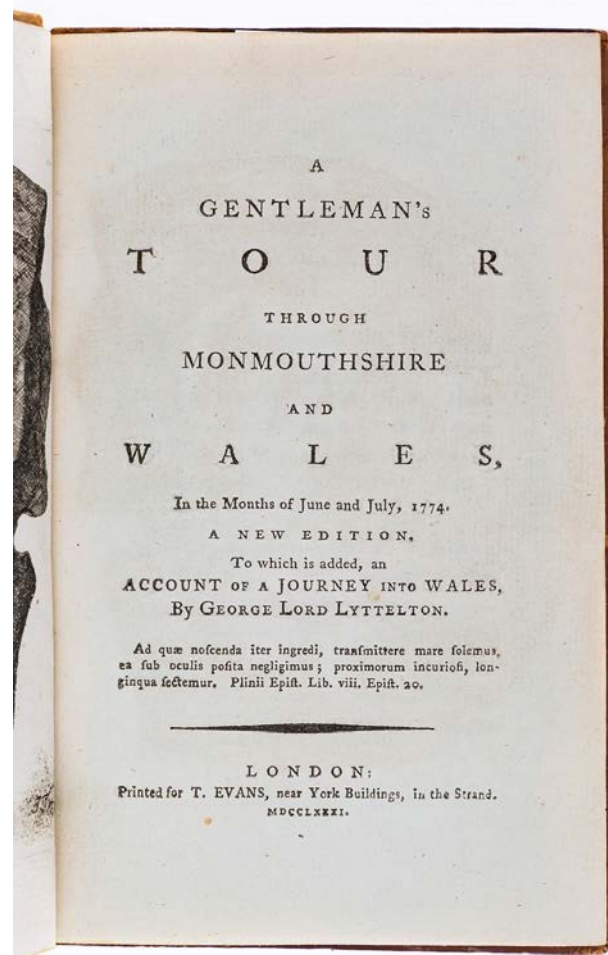 A
GENTLEMAN's
TOUR
THROUGH
MONMOUTHSHIRE
AND
WALES,
In the Months of June and July, 1774.
A NEW EDITION.
To which is added, an
ACCOUNT OF A JOURNEY INTO WALES,
By GEORGE LORD LYTTELTON.
Ad quæ noſcenda iter ingredi, tranſmittere mare ſolemus,
ea ſub oculis poſita negligimus; proximorum incurioſi, lon-
ginqua ſectemur. Plinii Epiſt. Lib. viii. Epiſt. 20.
LONDON:
Printed for T. EVANS, near York Buildings, in the Strand.
MDCCLXXXI.